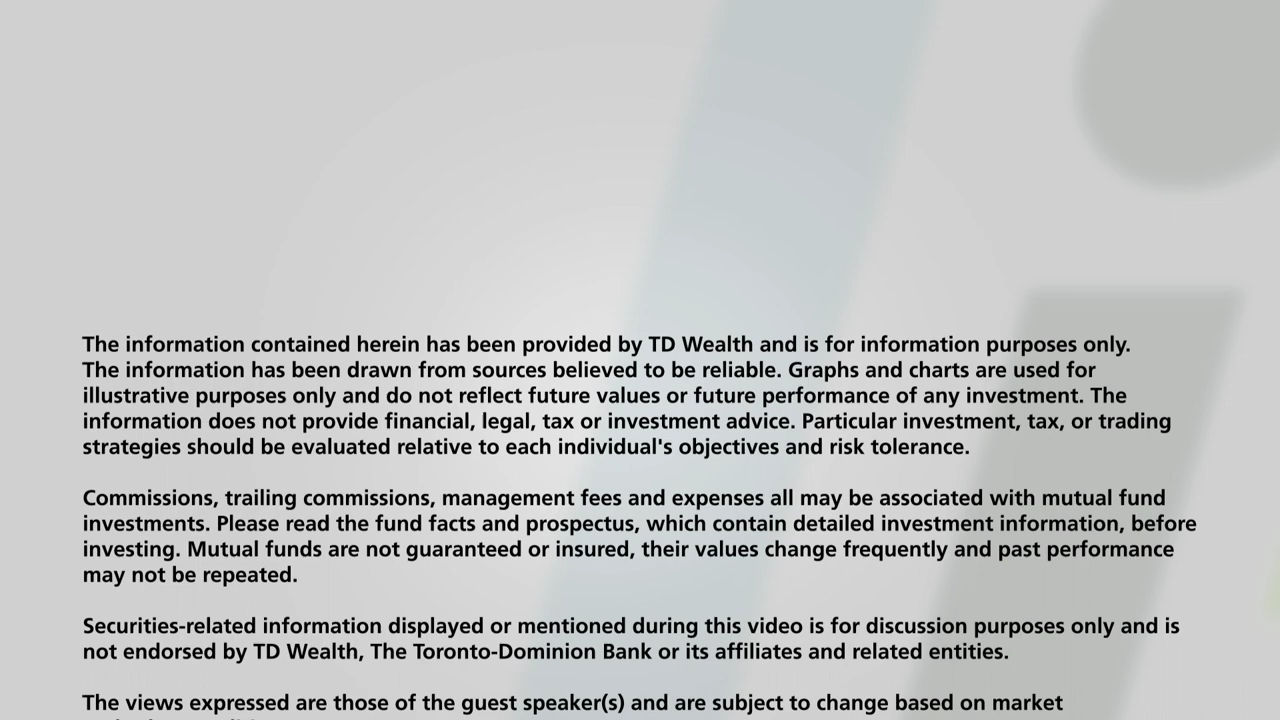 The information contained herein has been provided by TD Wealth and is for information purposes only.
The information has been drawn from sources believed to be reliable. Graphs and charts are used for
illustrative purposes only and do not reflect future values or future performance of any investment. The
information does not provide financial, legal, tax or investment advice. Particular investment, tax, or trading
strategies should be evaluated relative to each individual's objectives and risk tolerance.
Commissions, trailing commissions, management fees and expenses all may be associated with mutual fund
investments. Please read the fund facts and prospectus, which contain detailed investment information, before
investing. Mutual funds are not guaranteed or insured, their values change frequently and past performance
may not be repeated.
Securities-related information displayed or mentioned during this video is for discussion purposes only and is
not endorsed by TD Wealth, The Toronto-Dominion Bank or its affiliates and related entities.
The views expressed are those of the guest speaker(s) and are subject to change based on market